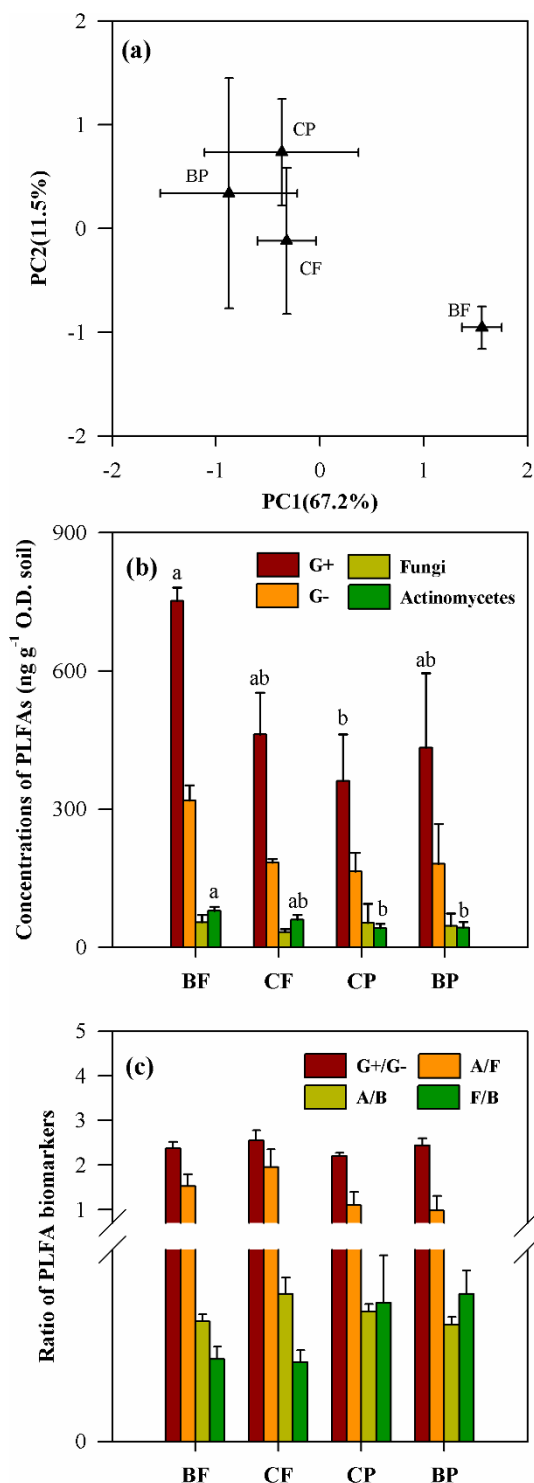 2
(a)
CP
1
BP
PC2(11.5%)
0
CF
BF
-1
-2
-2 -1 0 1 2
PC1(67.2%)
900
(b)
G+ Fungi
G- Actinomycetes
a
600
ab ab
b
Concentrations of PLFAs (ng g⁻¹ O.D. soil)
300
a ab b b
0
BF CF CP BP
5
(c)
G+/G- A/F
A/B F/B
4
3
2
1
Ratio of PLFA biomarkers
0
BF CF CP BP